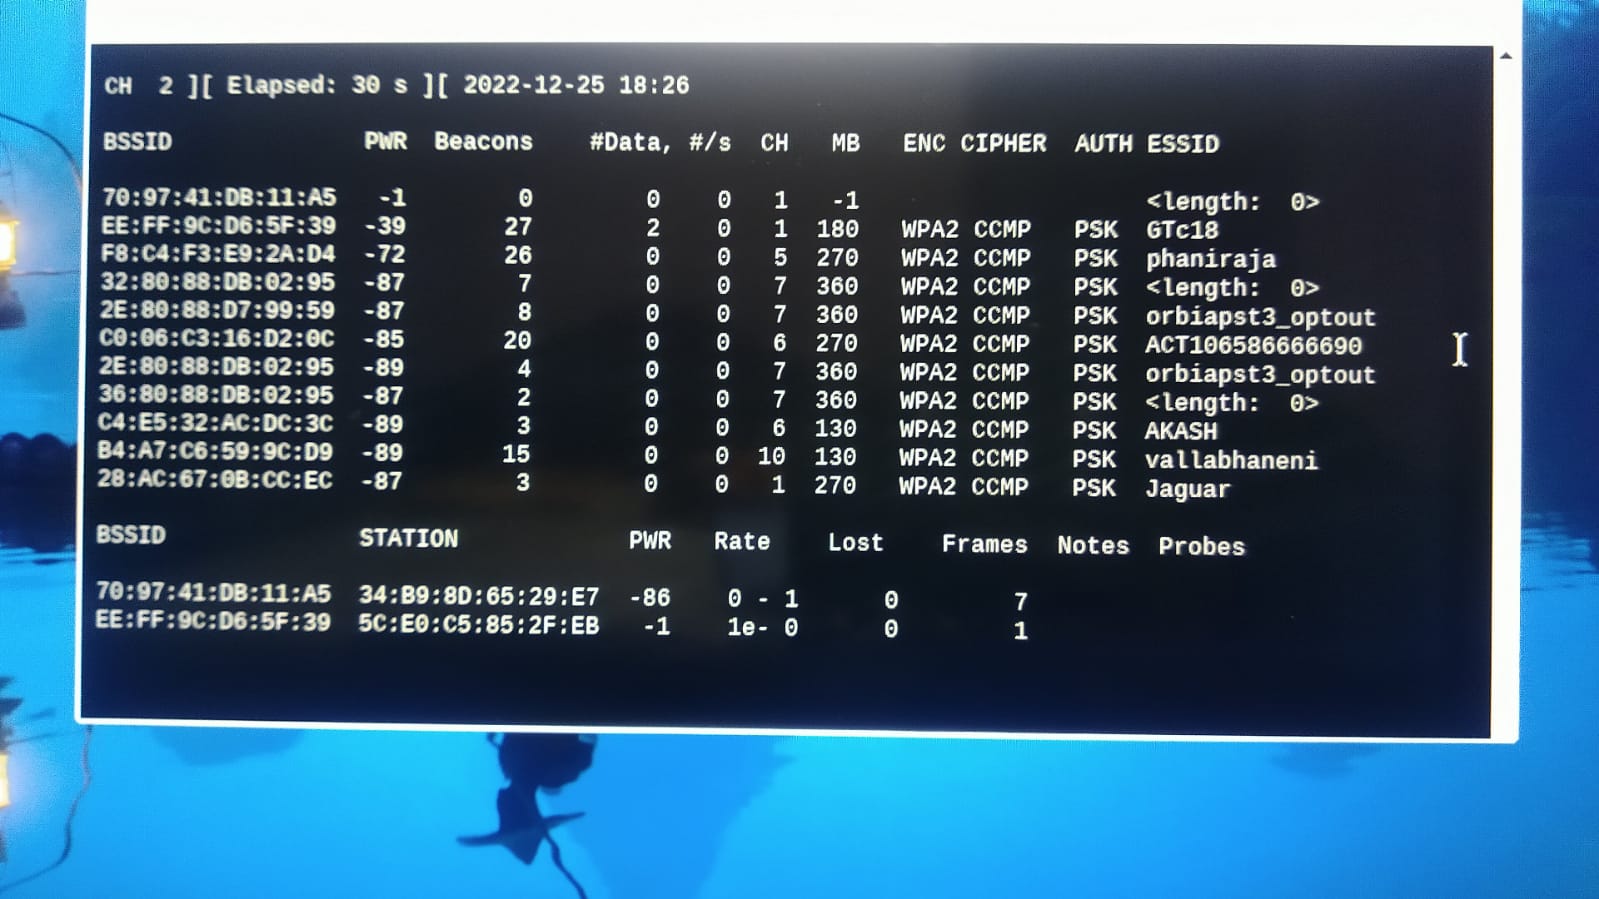 CH  2 ][ Elapsed: 30 s ][ 2022-12-25 18:26
BSSID PWR Beacons #Data, #/s CH MB ENC CIPHER AUTH ESSID
70:97:41:DB:11:A5 -1 0 0 0 1 -1 <length:  0>
EE:FF:9C:D6:5F:39 -39 27 2 0 1 180 WPA2 CCMP PSK GTc18
F8:C4:F3:E9:2A:D4 -72 26 0 0 5 270 WPA2 CCMP PSK phaniraja
32:80:88:DB:02:95 -87 7 0 0 7 360 WPA2 CCMP PSK <length:  0>
2E:80:88:D7:99:59 -87 8 0 0 7 360 WPA2 CCMP PSK orbiapst3_optout
C0:06:C3:16:D2:0C -85 20 0 0 6 270 WPA2 CCMP PSK ACT106586666690
2E:80:88:DB:02:95 -89 4 0 0 7 360 WPA2 CCMP PSK orbiapst3_optout
36:80:88:DB:02:95 -87 2 0 0 7 360 WPA2 CCMP PSK <length:  0>
C4:E5:32:AC:DC:3C -89 3 0 0 6 130 WPA2 CCMP PSK AKASH
B4:A7:C6:59:9C:D9 -89 15 0 0 10 130 WPA2 CCMP PSK vallabhaneni
28:AC:67:0B:CC:EC -87 3 0 0 1 270 WPA2 CCMP PSK Jaguar
BSSID STATION PWR Rate Lost Frames Notes Probes
70:97:41:DB:11:A5 34:B9:8D:65:29:E7 -86 0 - 1 0 7
EE:FF:9C:D6:5F:39 5C:E0:C5:85:2F:EB -1 1e- 0 0 1